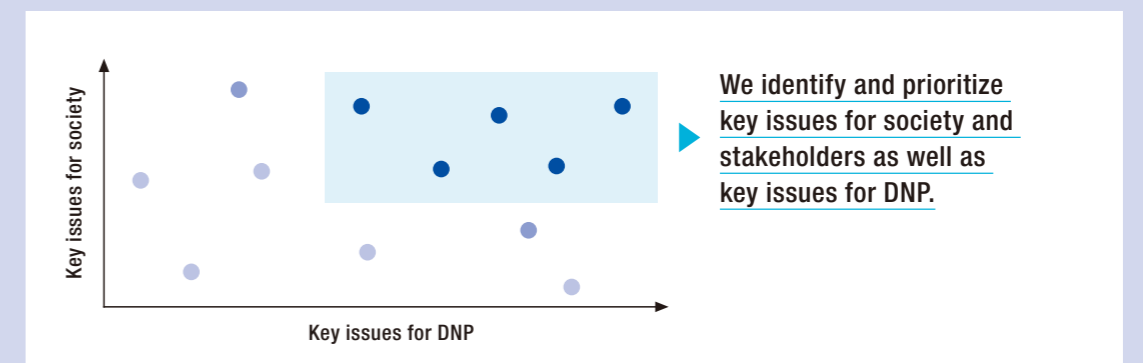 Key issues for society
Key issues for DNP
We identify and prioritize
key issues for society and
stakeholders as well as
key issues for DNP.